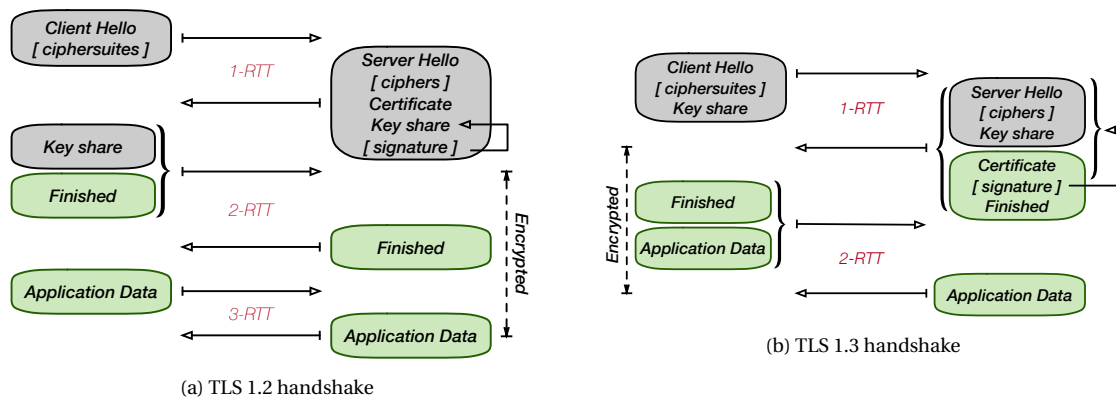 Client Hello
[ ciphersuites ]
1-RTT
Server Hello
[ ciphers ]
Certificate
Key share
[ signature ]
Key share
Finished
2-RTT
Encrypted
Finished
Application Data
3-RTT
Application Data
(a) TLS 1.2 handshake
Client Hello
[ ciphersuites ]
Key share
1-RTT
Server Hello
[ ciphers ]
Key share
Certificate
[ signature ]
Finished
Encrypted
Finished
Application Data
2-RTT
Application Data
(b) TLS 1.3 handshake